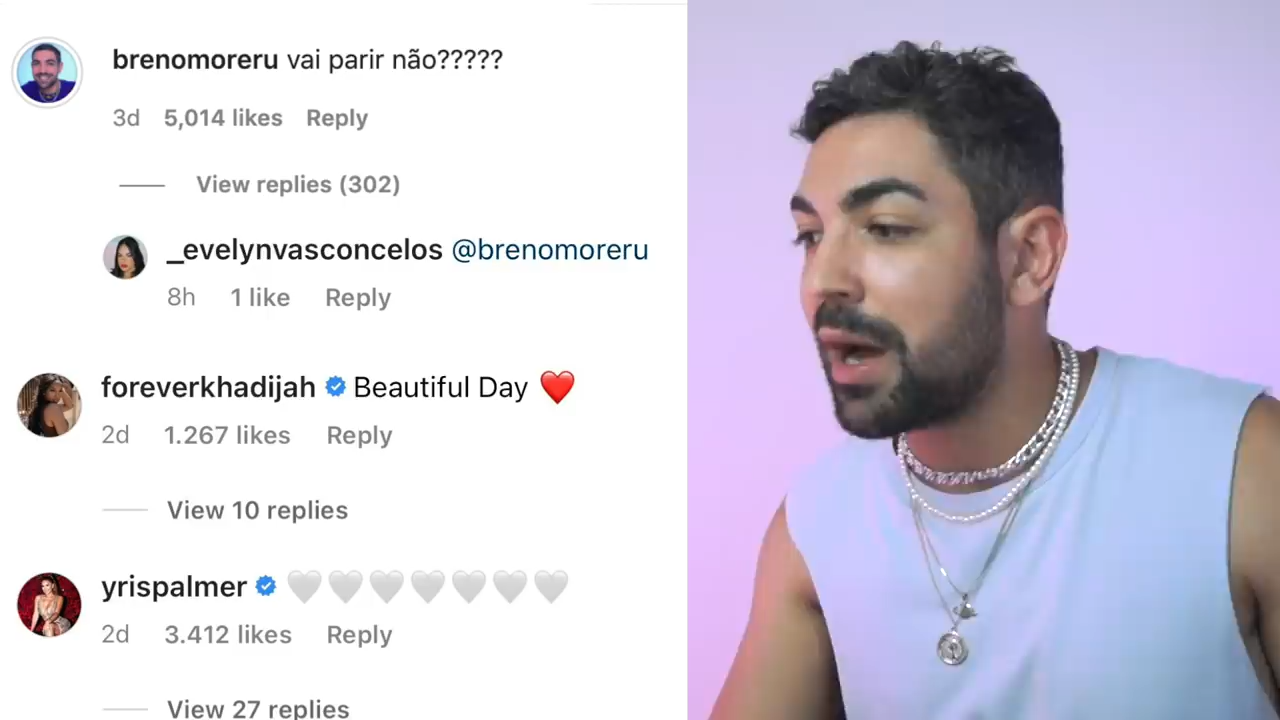 brenomoreru vai parir não?????
3d 5,014 likes Reply
View replies (302)
_evelynvasconcelos @brenomoreru
8h 1 like Reply
foreverkhadijah Beautiful Day ❤️
2d 1.267 likes Reply
View 10 replies
yrispalmer 🤍🤍🤍🤍🤍🤍🤍
2d 3.412 likes Reply
View 27 replies